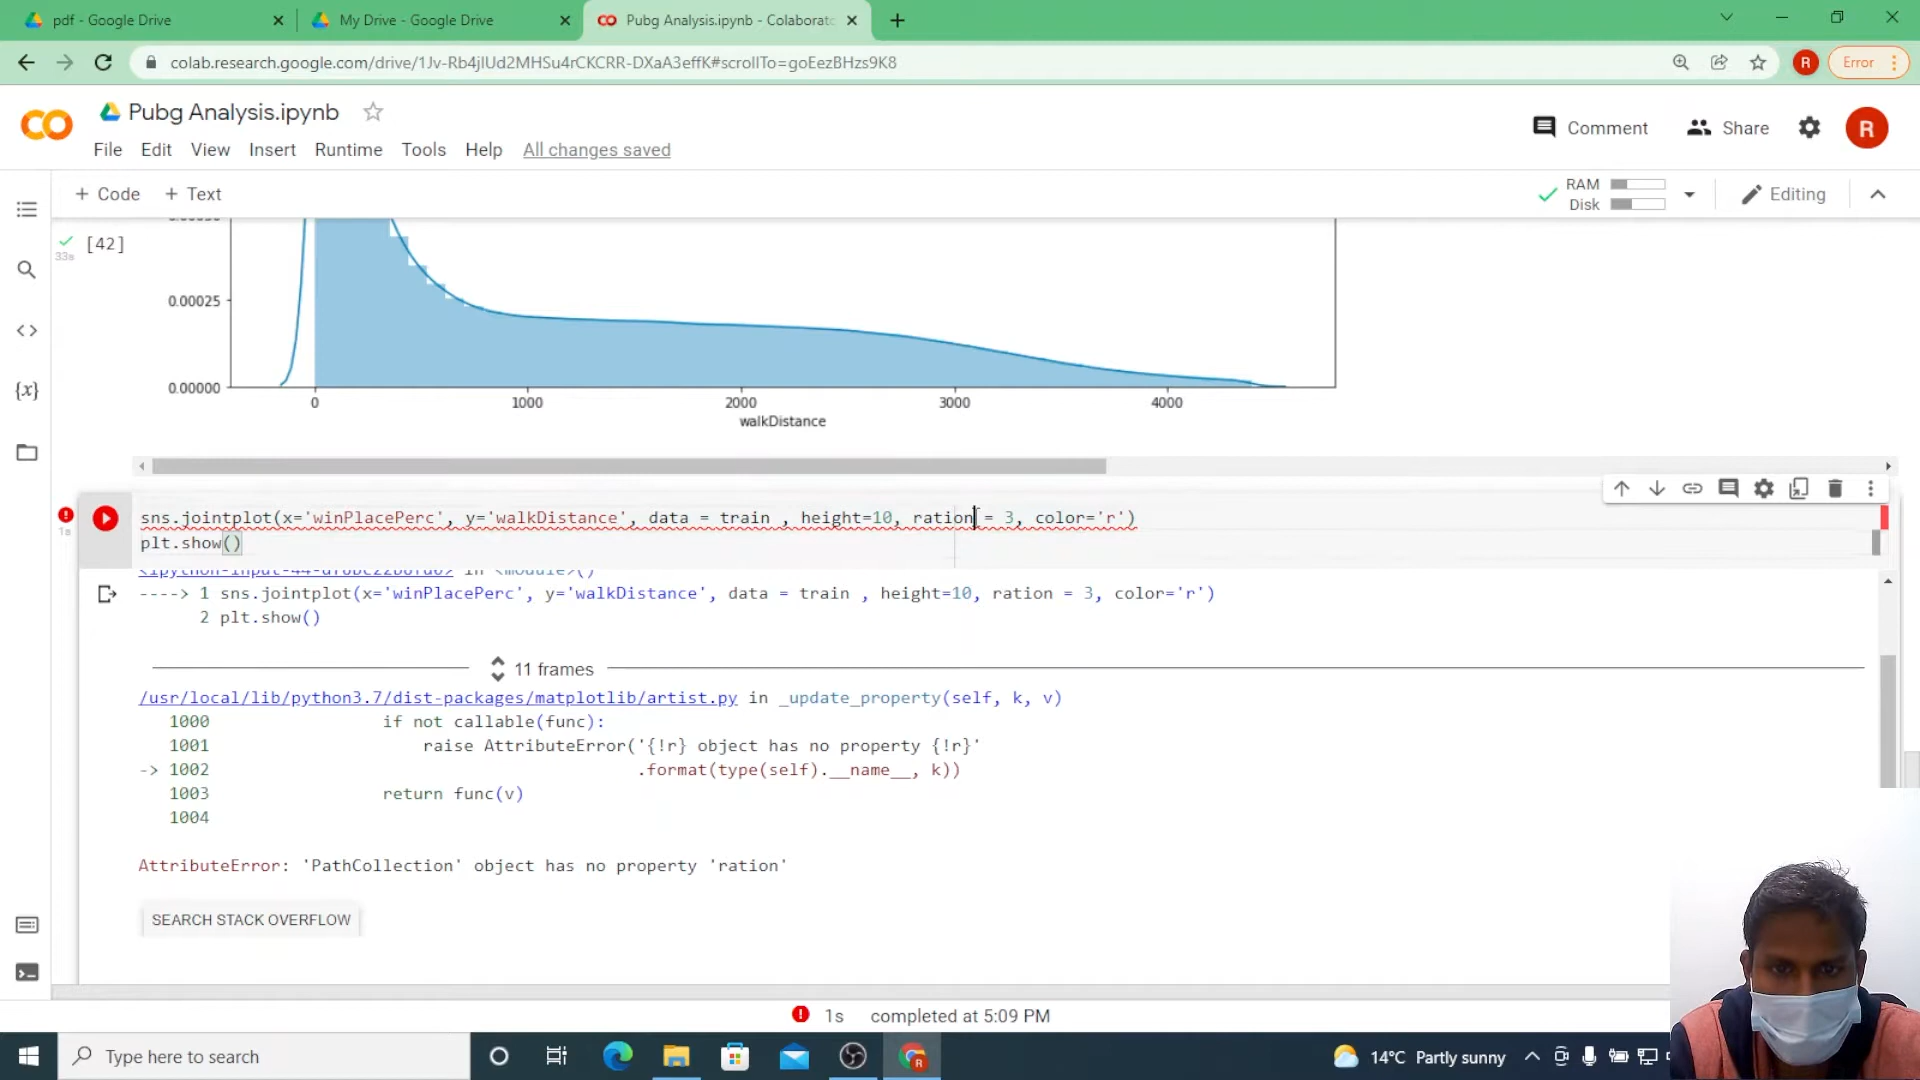 pdf - Google Drive
My Drive - Google Drive
Pubg Analysis.ipynb - Colaborato
colab.research.google.com/drive/1Jv-Rb4jlUd2MHSu4rCKCRR-DXaA3effK#scrollTo=goEezBHzs9K8
R
Error
Pubg Analysis.ipynb
Comment
Share
R
File Edit View Insert Runtime Tools Help All changes saved
+ Code + Text
RAM
Disk
Editing
[42]
33s
0.00025
0.00000
0 1000 2000 3000 4000
walkDistance
sns.jointplot(x='winPlacePerc', y='walkDistance', data = train , height=10, ration = 3, color='r')
1s
plt.show()
in <module>()
----> 1 sns.jointplot(x='winPlacePerc', y='walkDistance', data = train , height=10, ration = 3, color='r')
2 plt.show()
11 frames
/usr/local/lib/python3.7/dist-packages/matplotlib/artist.py in _update_property(self, k, v)
1000 if not callable(func):
1001 raise AttributeError('{!r} object has no property {!r}'
-> 1002 .format(type(self).__name__, k))
1003 return func(v)
1004
AttributeError: 'PathCollection' object has no property 'ration'
SEARCH STACK OVERFLOW
1s completed at 5:09 PM
Type here to search
14°C Partly sunny